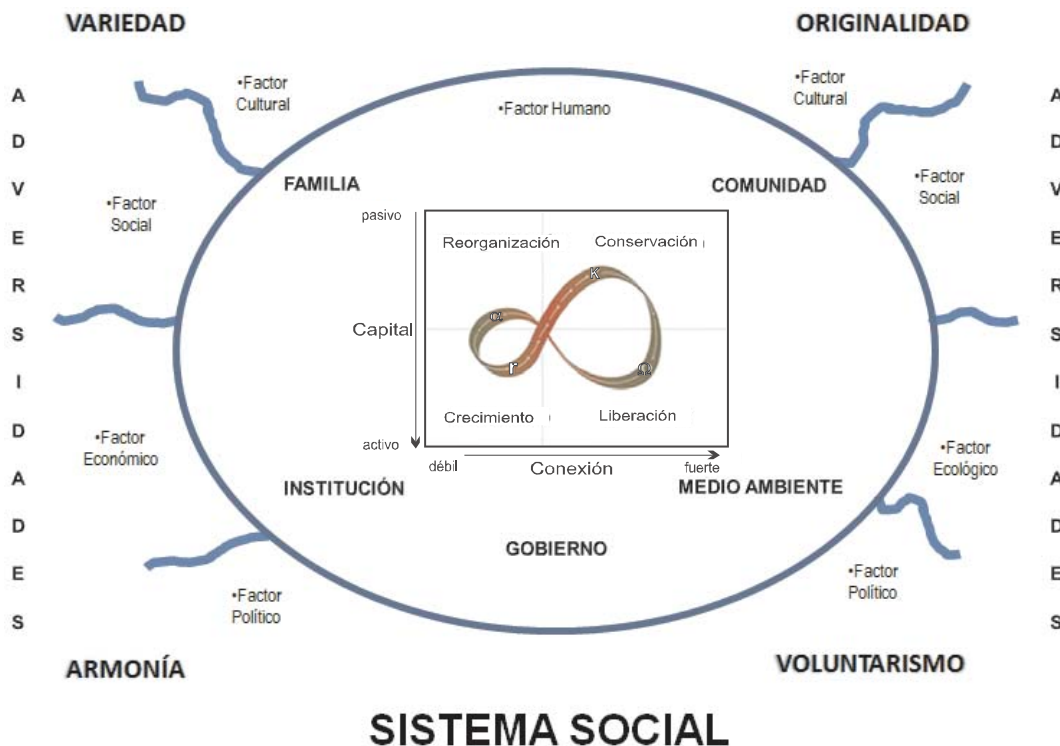 VARIEDAD
ORIGINALIDAD
•Factor
Cultural
•Factor Humano
•Factor
Cultural
A
D
V
E
R
S
I
D
A
D
E
S
A
D
V
E
R
S
I
D
A
D
E
S
FAMILIA
COMUNIDAD
•Factor
Social
•Factor
Social
pasivo
Reorganización
Conservación
K
α
Capital
r
Ω
Crecimiento
Liberación
activo
débil
Conexión
fuerte
•Factor
Económico
•Factor
Ecológico
INSTITUCIÓN
MEDIO AMBIENTE
GOBIERNO
•Factor
Político
•Factor
Político
ARMONÍA
VOLUNTARISMO
SISTEMA SOCIAL